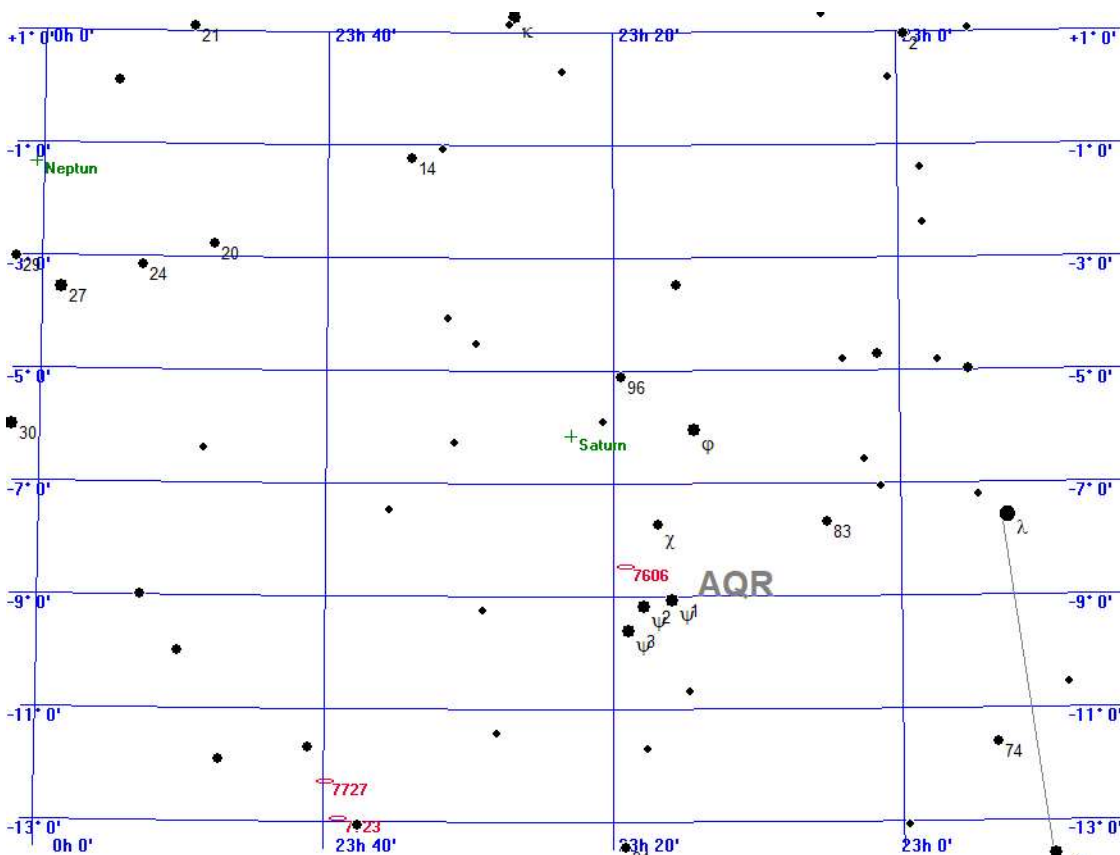 +1° 0' 0h 0' 23h 40' 23h 20' 23h 0' +1° 0'
21 κ 2
-1° 0' -1° 0'
Neptun 14
20
-3° 0' 29 24 -3° 0'
27
-5° 0' -5° 0'
96
30 Saturn φ
-7° 0' -7° 0'
83 λ
χ
7606 AQR
-9° 0' -9° 0'
ψ2 ψ1
ψ3
-11° 0' -11° 0'
74
7727
-13° 0' 7723 -13° 0'
0h 0' 23h 40' 23h 20' 23h 0'